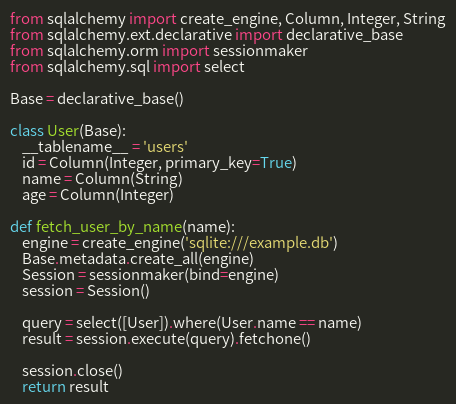 from sqlalchemy import create_engine, Column, Integer, String
from sqlalchemy.ext.declarative import declarative_base
from sqlalchemy.orm import sessionmaker
from sqlalchemy.sql import select

Base = declarative_base()

class User(Base):
    __tablename__ = 'users'
    id = Column(Integer, primary_key=True)
    name = Column(String)
    age = Column(Integer)

def fetch_user_by_name(name):
    engine = create_engine('sqlite:///example.db')
    Base.metadata.create_all(engine)
    Session = sessionmaker(bind=engine)
    session = Session()

    query = select([User]).where(User.name == name)
    result = session.execute(query).fetchone()

    session.close()
    return result